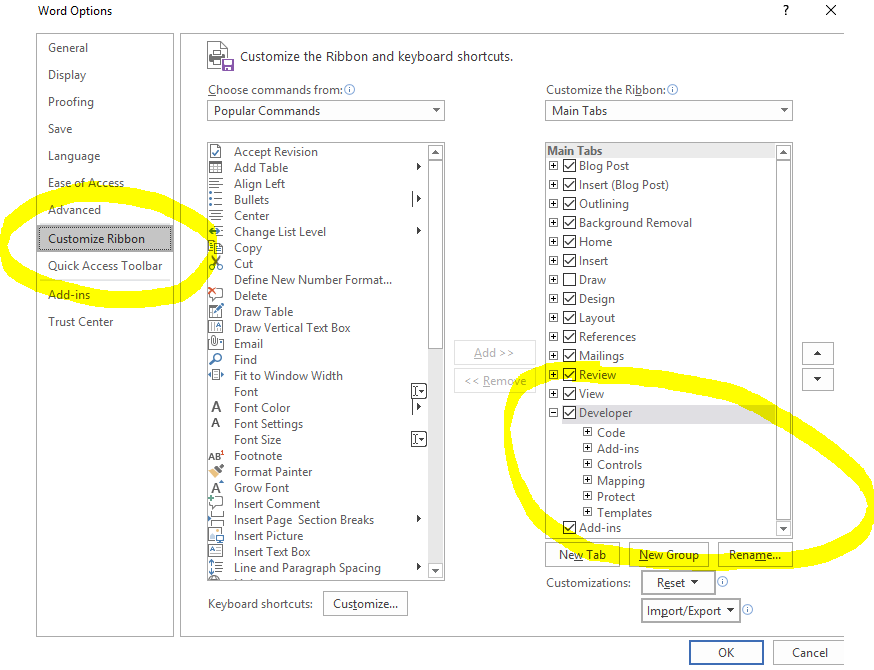 Word Options
?
General
Display
Proofing
Save
Language
Ease of Access
Advanced
Customize Ribbon
Quick Access Toolbar
Add-ins
Trust Center
Customize the Ribbon and keyboard shortcuts.
Choose commands from:
Popular Commands
Accept Revision
Add Table
Align Left
Bullets
Center
Change List Level
Copy
Cut
Define New Number Format...
Delete
Draw Table
Draw Vertical Text Box
Email
Find
Fit to Window Width
Font
Font Color
Font Settings
Font Size
Footnote
Format Painter
Grow Font
Insert Comment
Insert Page Section Breaks
Insert Picture
Insert Text Box
Line and Paragraph Spacing
Keyboard shortcuts:
Customize...
Add >>
<< Remove
Customize the Ribbon:
Main Tabs
Main Tabs
Blog Post
Insert (Blog Post)
Outlining
Background Removal
Home
Insert
Draw
Design
Layout
References
Mailings
Review
View
Developer
Code
Add-ins
Controls
Mapping
Protect
Templates
Add-ins
New Tab
New Group
Rename...
Customizations:
Reset
Import/Export
OK
Cancel